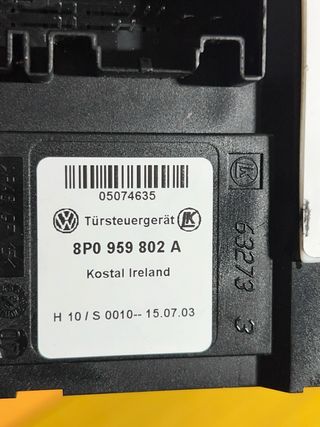 05074635
Türsteuergerät
8P0 959 802 A
Kostal Ireland
H 10 / S 0010-- 15.07.03
63273 3